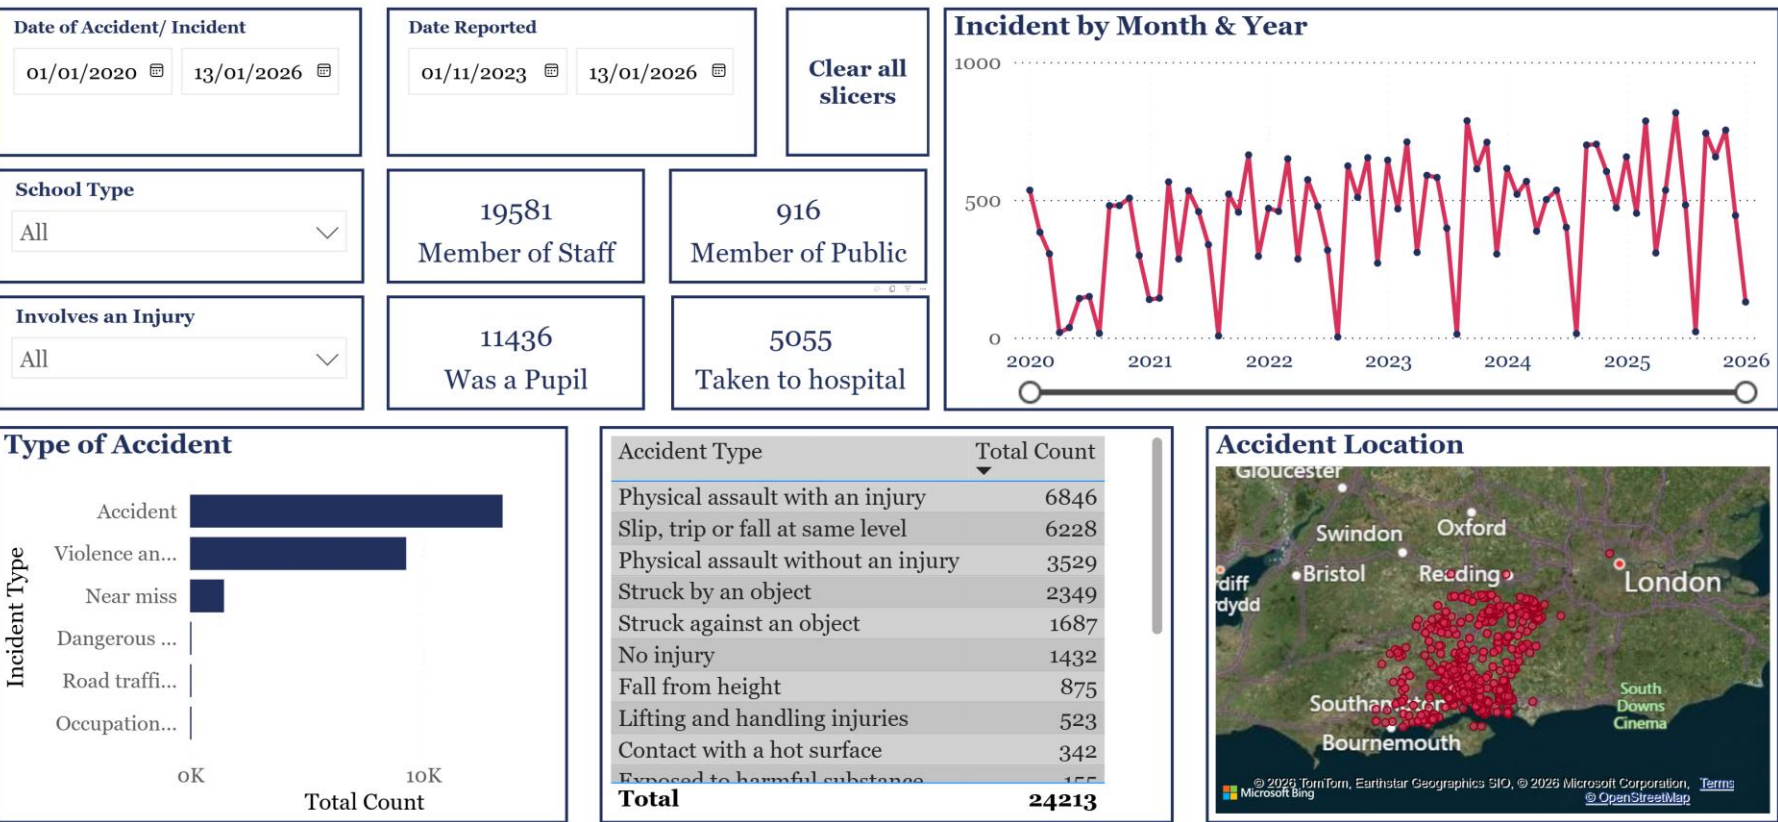 Date of Accident/ Incident
01/01/2020
13/01/2026
Date Reported
01/11/2023
13/01/2026
Clear all
slicers
School Type
All
19581
Member of Staff
916
Member of Public
Involves an Injury
All
11436
Was a Pupil
5055
Taken to hospital
Incident by Month & Year
1000
500
0
2020
2021
2022
2023
2024
2025
2026
Type of Accident
Incident Type
Accident
Violence an...
Near miss
Dangerous ...
Road traffi...
Occupation...
0K
10K
Total Count
Accident Type Total Count
Physical assault with an injury 6846
Slip, trip or fall at same level 6228
Physical assault without an injury 3529
Struck by an object 2349
Struck against an object 1687
No injury 1432
Fall from height 875
Lifting and handling injuries 523
Contact with a hot surface 342
Exposed to harmful substance 155
Total 24213
Accident Location
Gloucester
Oxford
Swindon
Bristol
Reading
London
rdiff
rdydd
Southampton
South
Downs
Cinema
Bournemouth
© 2026 TomTom, Earthstar Geographics SIO, © 2026 Microsoft Corporation, Terms
Microsoft Bing
© OpenStreetMap